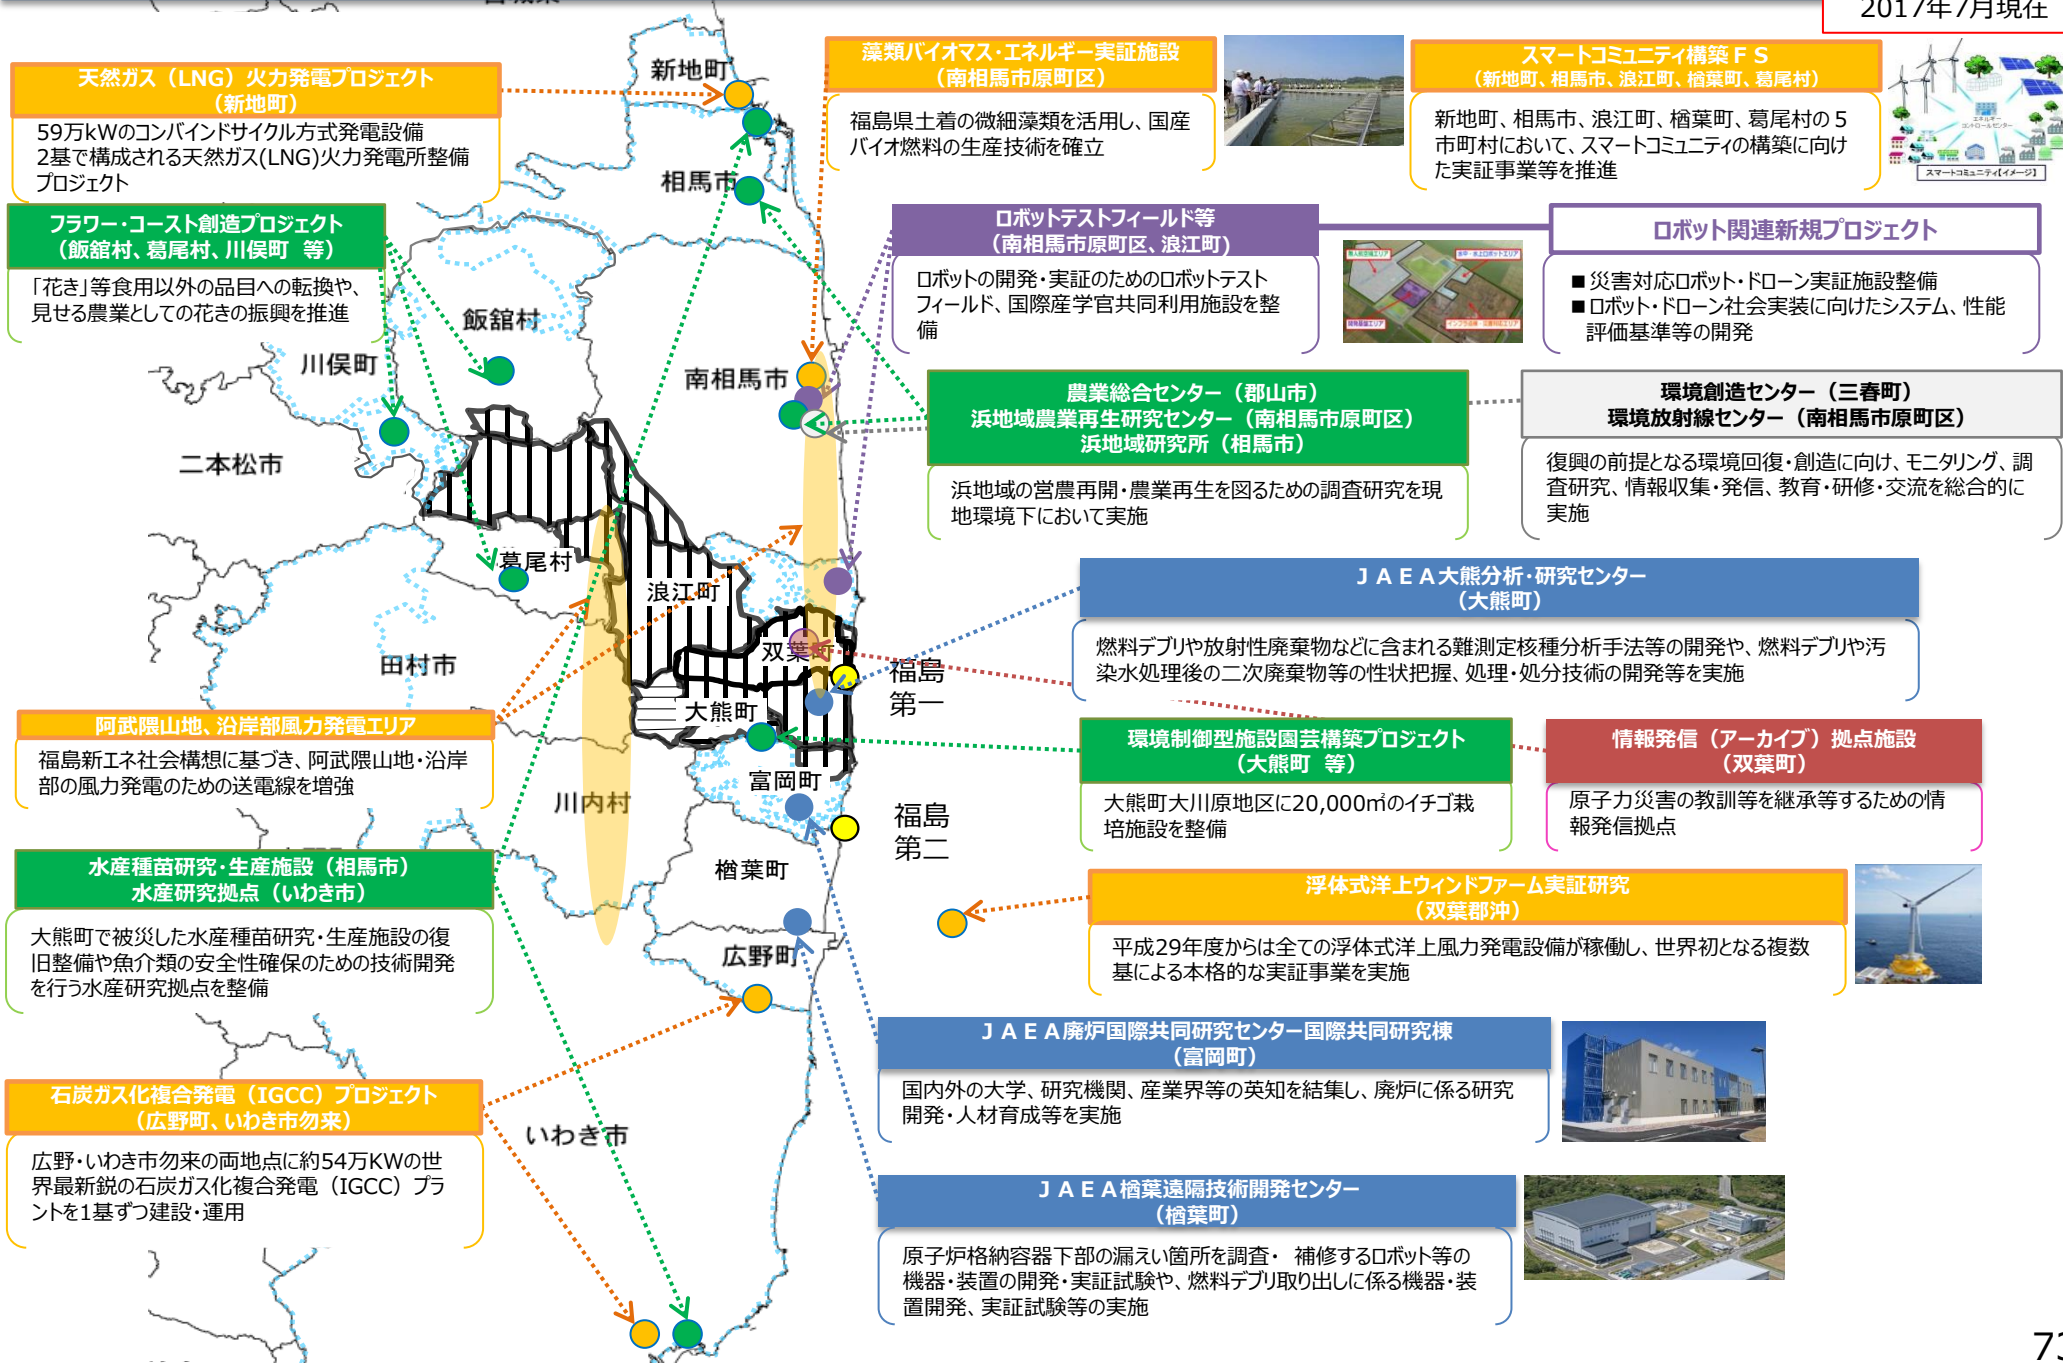 2017年7月現在
天然ガス（LNG）火力発電プロジェクト
（新地町）
59万kWのコンバインドサイクル方式発電設備
2基で構成される天然ガス(LNG)火力発電所整備
プロジェクト
藻類バイオマス・エネルギー実証施設
（南相馬市原町区）
福島県土着の微細藻類を活用し、国産
バイオ燃料の生産技術を確立
スマートコミュニティ構築ＦＳ
（新地町、相馬市、浪江町、楢葉町、葛尾村）
新地町、相馬市、浪江町、楢葉町、葛尾村の５
市町村において、スマートコミュニティの構築に向け
た実証事業等を推進
エネルギー
コントロールセンター
スマートコミュニティ【イメージ】
フラワー・コースト創造プロジェクト
（飯舘村、葛尾村、川俣町　等）
「花き」等食用以外の品目への転換や、
見せる農業としての花きの振興を推進
ロボットテストフィールド等
（南相馬市原町区、浪江町）
ロボットの開発・実証のためのロボットテスト
フィールド、国際産学官共同利用施設を整
備
ロボット関連新規プロジェクト
■災害対応ロボット・ドローン実証施設整備
■ロボット・ドローン社会実装に向けたシステム、性能
評価基準等の開発
農業総合センター（郡山市）
浜地域農業再生研究センター（南相馬市原町区）
浜地域研究所（相馬市）
浜地域の営農再開・農業再生を図るための調査研究を現
地環境下において実施
環境創造センター（三春町）
環境放射線センター（南相馬市原町区）
復興の前提となる環境回復・創造に向け、モニタリング、調
査研究、情報収集・発信、教育・研修・交流を総合的に
実施
ＪＡＥＡ大熊分析・研究センター
（大熊町）
燃料デブリや放射性廃棄物などに含まれる難測定核種分析手法等の開発や、燃料デブリや汚
染水処理後の二次廃棄物等の性状把握、処理・処分技術の開発等を実施
阿武隈山地、沿岸部風力発電エリア
福島新エネ社会構想に基づき、阿武隈山地・沿岸
部の風力発電のための送電線を増強
環境制御型施設園芸構築プロジェクト
（大熊町　等）
大熊町大川原地区に20,000㎡のイチゴ栽
培施設を整備
情報発信（アーカイブ）拠点施設
（双葉町）
原子力災害の教訓等を継承等するための情
報発信拠点
水産種苗研究・生産施設（相馬市）
水産研究拠点（いわき市）
大熊町で被災した水産種苗研究・生産施設の復
旧整備や魚介類の安全性確保のための技術開発
を行う水産研究拠点を整備
浮体式洋上ウィンドファーム実証研究
（双葉郡沖）
平成29年度からは全ての浮体式洋上風力発電設備が稼働し、世界初となる複数
基による本格的な実証事業を実施
石炭ガス化複合発電（IGCC）プロジェクト
（広野町、いわき市勿来）
広野・いわき市勿来の両地点に約54万KWの世
界最新鋭の石炭ガス化複合発電（IGCC）プラ
ントを1基ずつ建設・運用
ＪＡＥＡ廃炉国際共同研究センター国際共同研究棟
（富岡町）
国内外の大学、研究機関、産業界等の英知を結集し、廃炉に係る研究
開発・人材育成等を実施
ＪＡＥＡ楢葉遠隔技術開発センター
（楢葉町）
原子炉格納容器下部の漏えい箇所を調査・　補修するロボット等の
機器・装置の開発・実証試験や、燃料デブリ取り出しに係る機器・装
置開発、実証試験等の実施
新地町
相馬市
飯舘村
川俣町
南相馬市
二本松市
葛尾村
浪江町
田村市
双葉町
福島
第一
大熊町
富岡町
川内村
福島
第二
楢葉町
広野町
いわき市